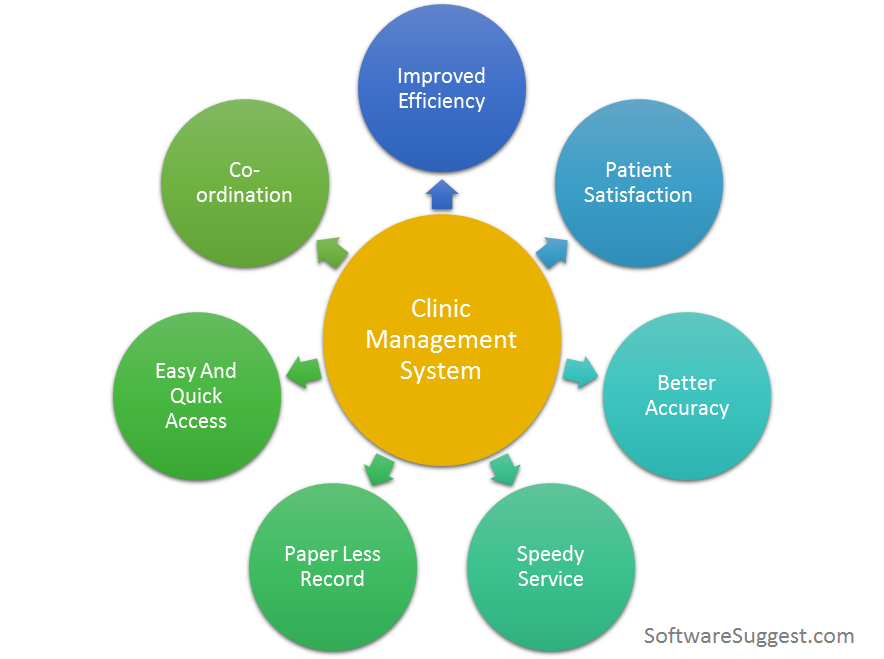 Improved
Efficiency
Co-
ordination
Patient
Satisfaction
Clinic
Management
System
Easy And
Quick
Access
Better
Accuracy
Paper Less
Record
Speedy
Service
SoftwareSuggest.com